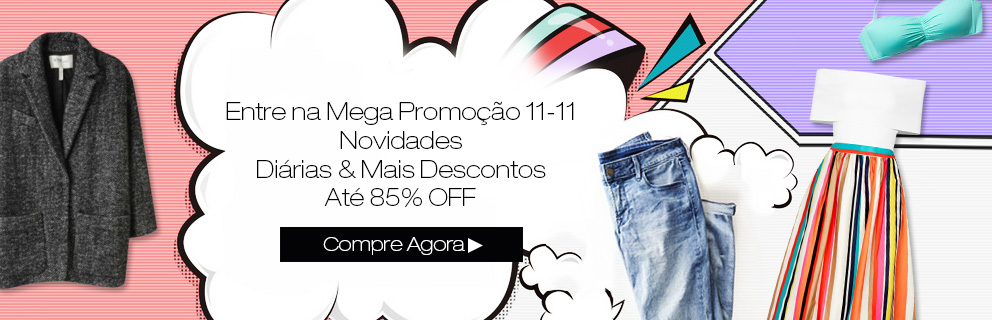 Entre na Mega Promoção 11-11
Novidades
Diárias & Mais Descontos
Até 85% OFF
Compre Agora ▶